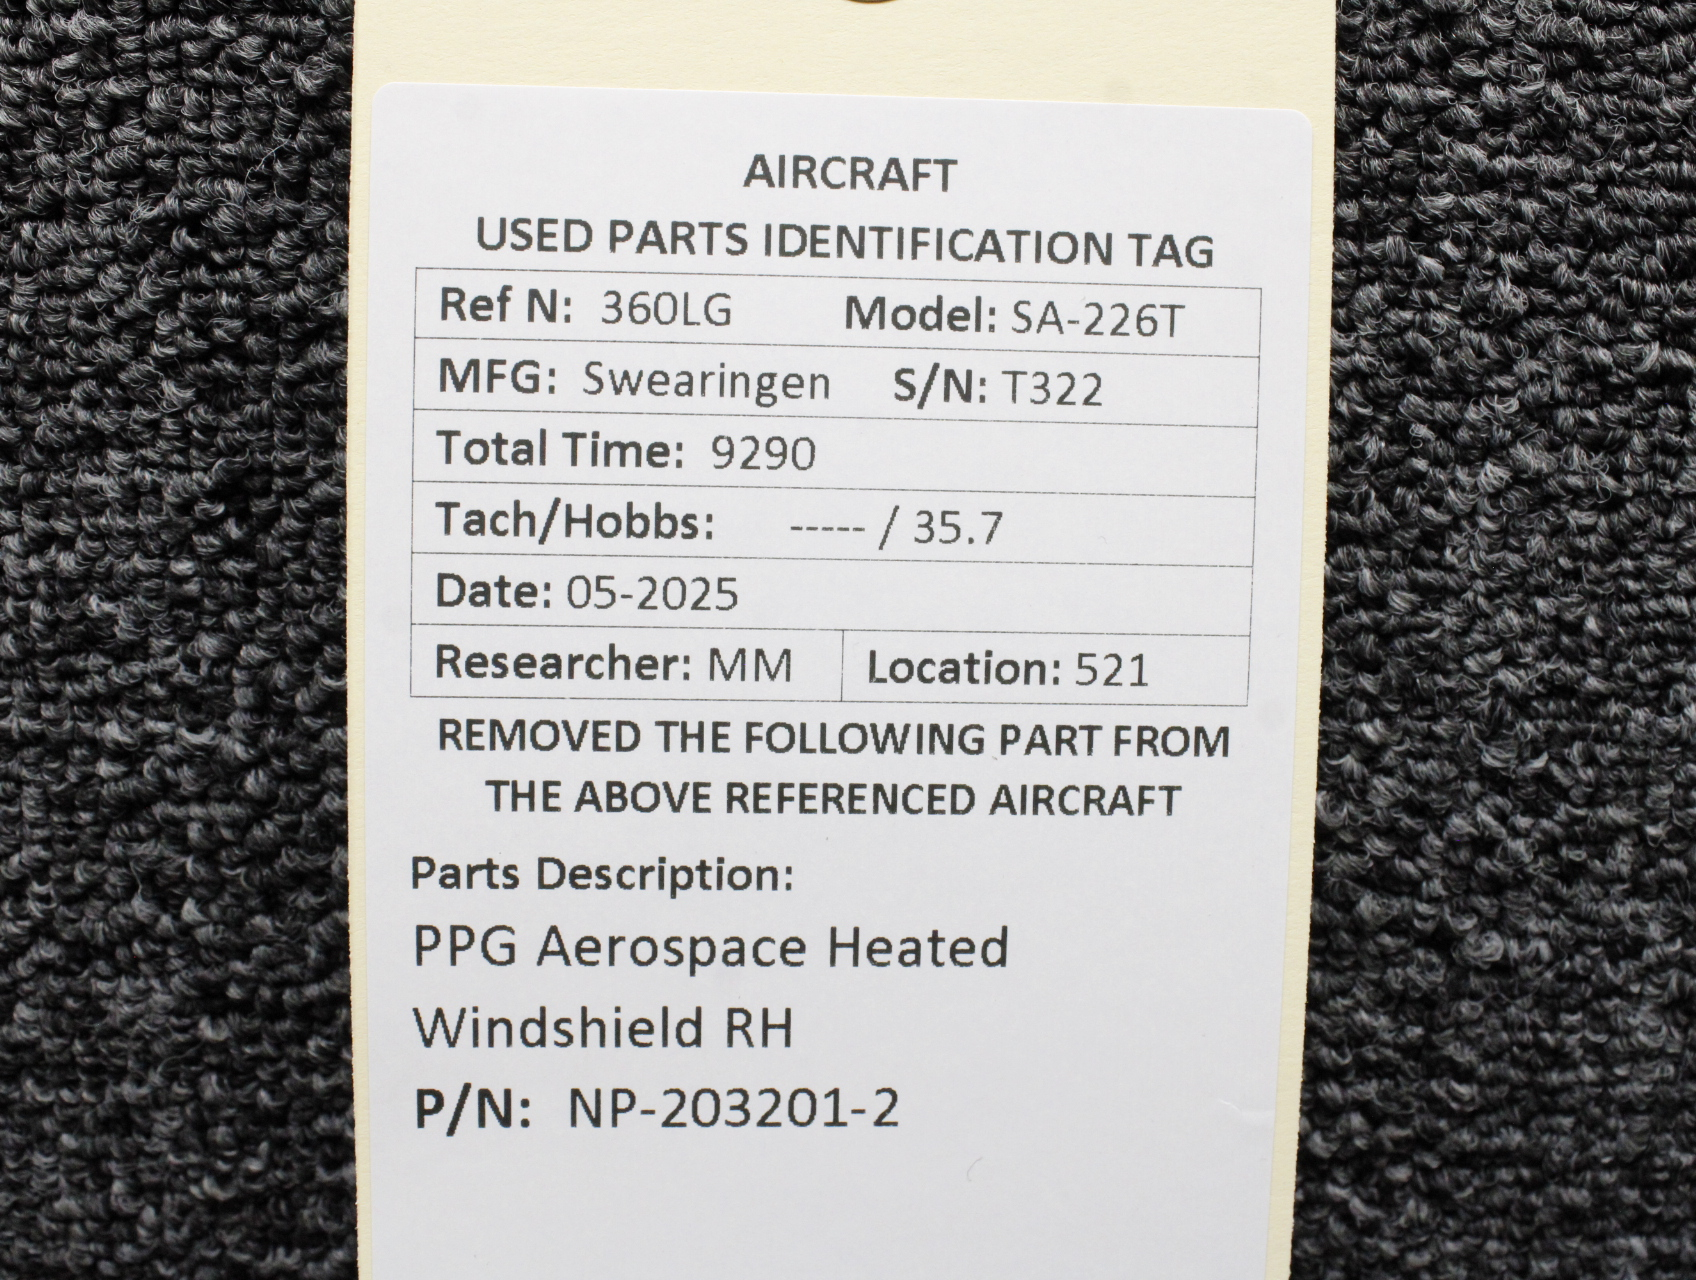 AIRCRAFT
USED PARTS IDENTIFICATION TAG
Ref N: 360LG Model: SA-226T
MFG: Swearingen S/N: T322
Total Time: 9290
Tach/Hobbs: ----- / 35.7
Date: 05-2025
Researcher: MM Location: 521
REMOVED THE FOLLOWING PART FROM
THE ABOVE REFERENCED AIRCRAFT
Parts Description:
PPG Aerospace Heated
Windshield RH
P/N: NP-203201-2